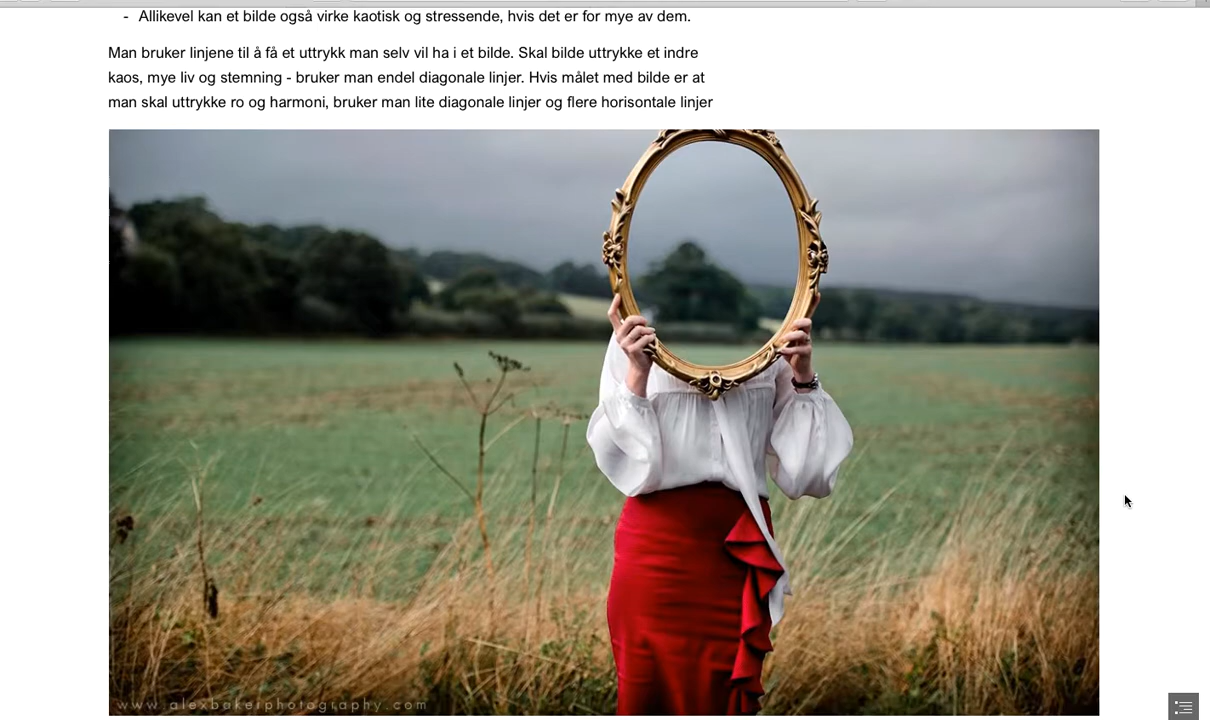 - Allikevel kan et bilde også virke kaotisk og stressende, hvis det er for mye av dem.
Man bruker linjene til å få et uttrykk man selv vil ha i et bilde. Skal bilde uttrykke et indre
kaos, mye liv og stemning - bruker man endel diagonale linjer. Hvis målet med bilde er at
man skal uttrykke ro og harmoni, bruker man lite diagonale linjer og flere horisontale linjer
www.alexbakerphotography.com